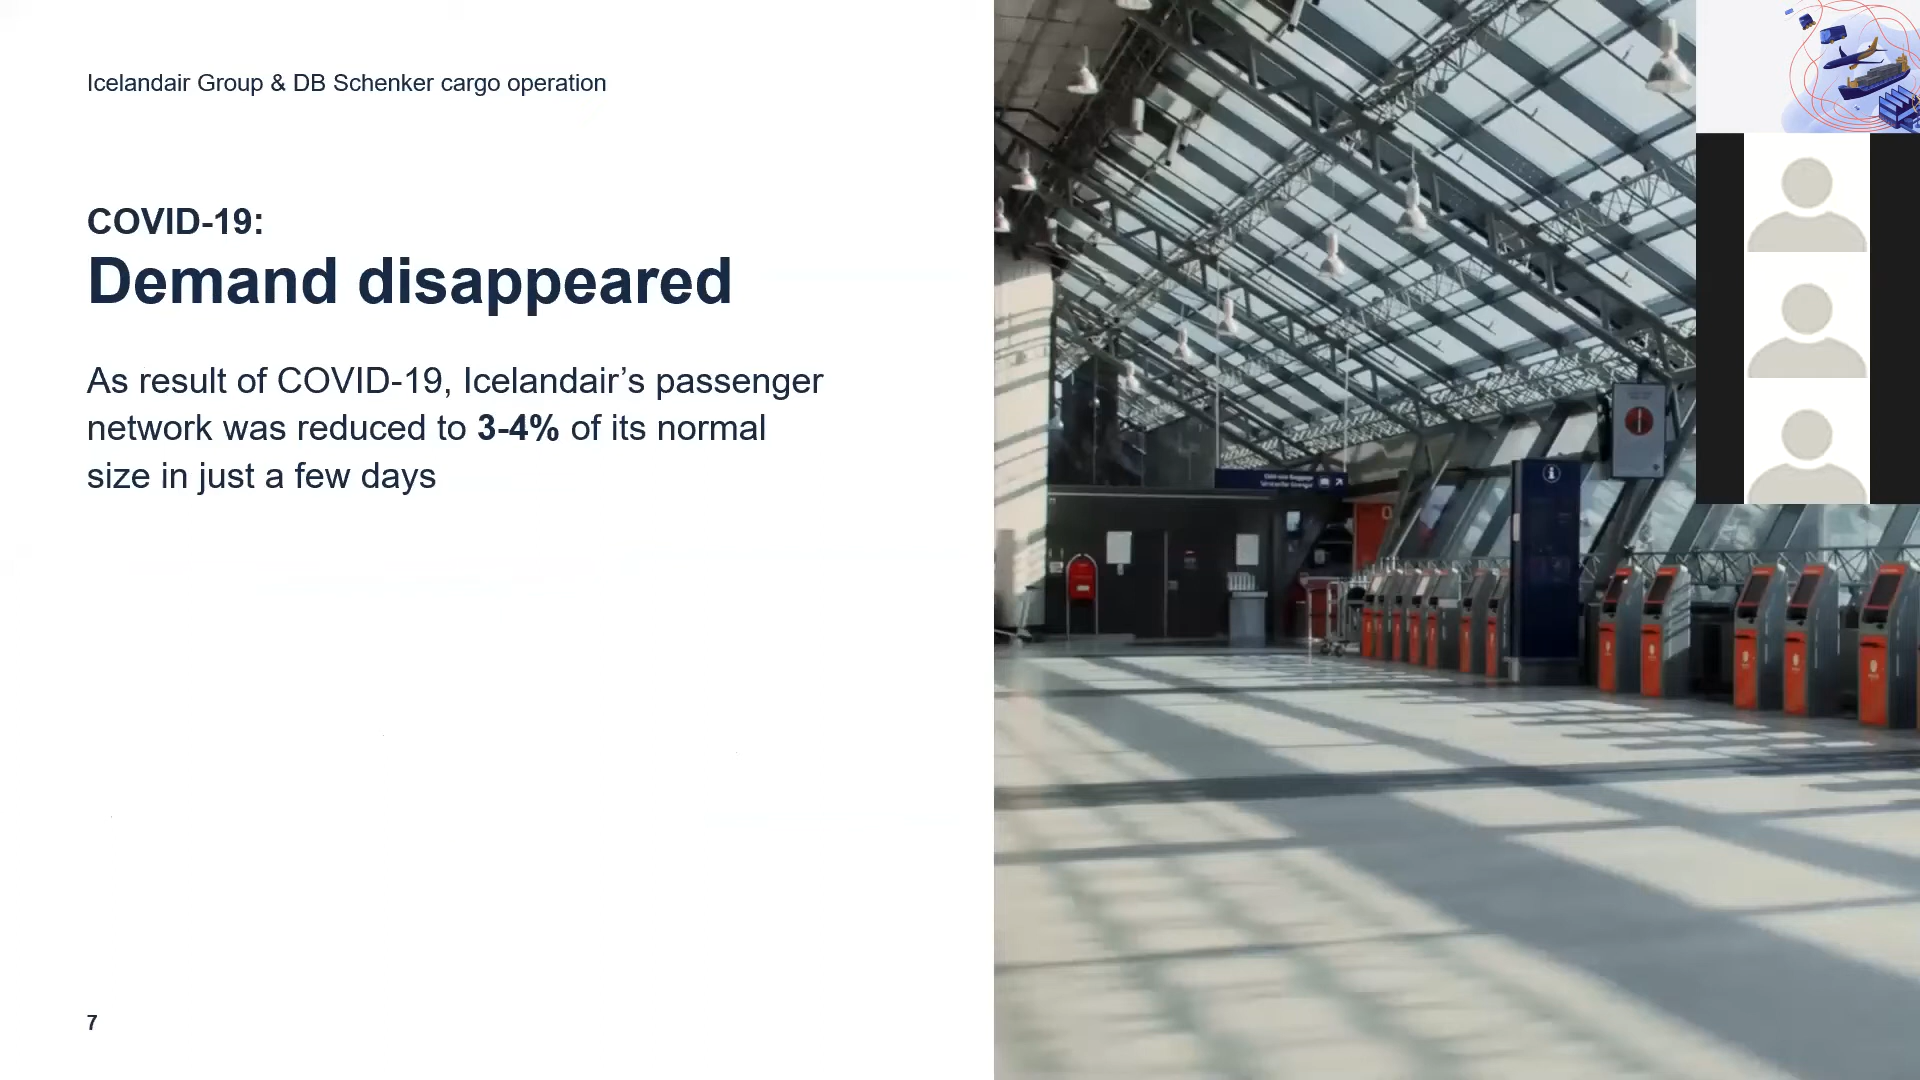 Icelandair Group & DB Schenker cargo operation
COVID-19:
Demand disappeared
As result of COVID-19, Icelandair’s passenger
network was reduced to 3-4% of its normal
size in just a few days
7